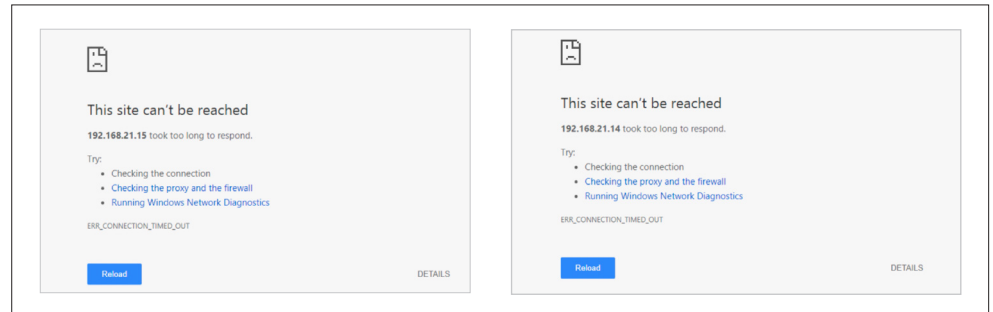 This site can't be reached
192.168.21.15 took too long to respond.
Try:
• Checking the connection
• Checking the proxy and the firewall
• Running Windows Network Diagnostics
ERR_CONNECTION_TIMED_OUT
Reload
DETAILS
This site can't be reached
192.168.21.14 took too long to respond.
Try:
• Checking the connection
• Checking the proxy and the firewall
• Running Windows Network Diagnostics
ERR_CONNECTION_TIMED_OUT
Reload
DETAILS